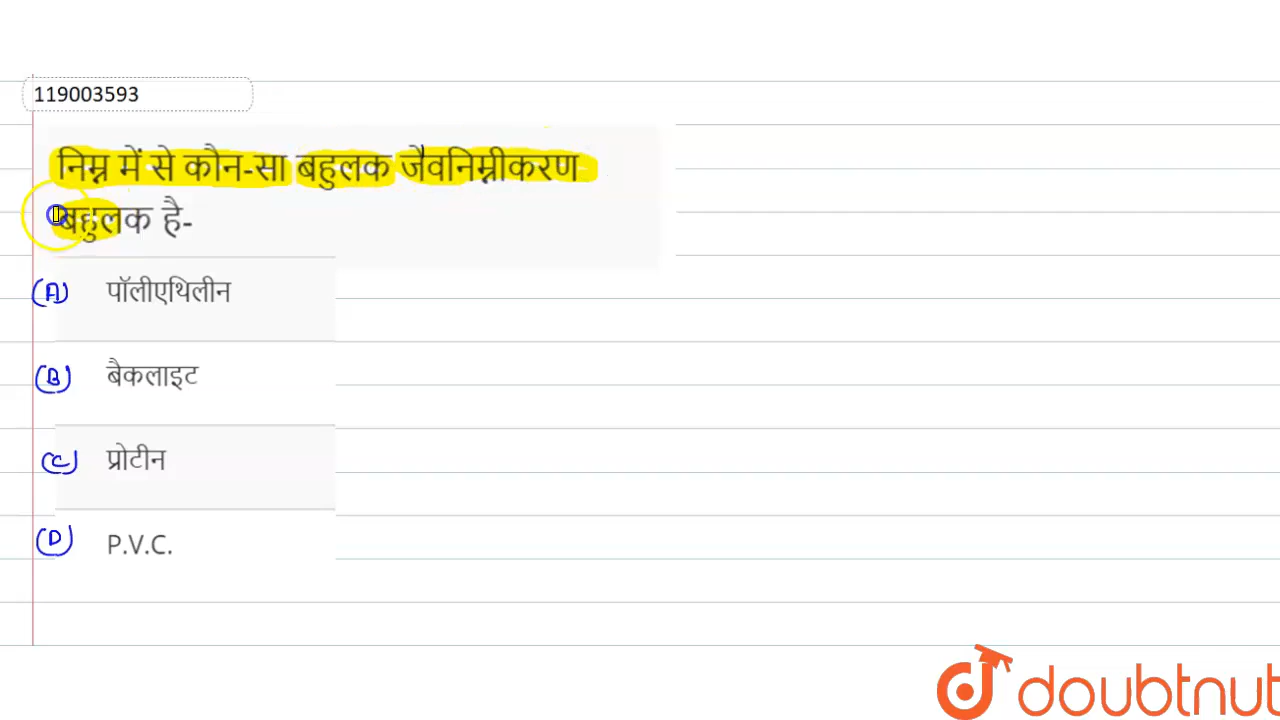 119003593
निम्न में से कौन-सा बहुलक जैवनिम्नीकरण
बहुलक है-
(A) पॉलीएथिलीन
(B) बैकलाइट
(C) प्रोटीन
(D) P.V.C.
doubtnut